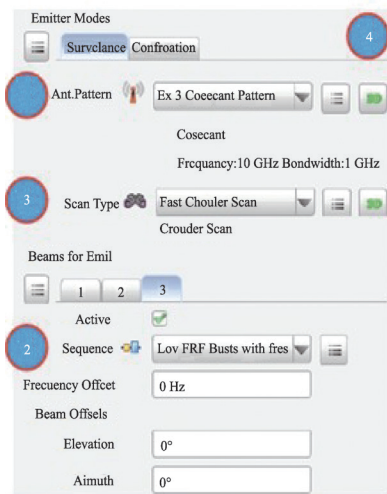 Emitter Modes
4
Survclance Confroation
Ant.Pattern Ex 3 Coeecant Pattern
Cosecant
Frcquancy:10 GHz Bondwidth:1 GHz
3 Scan Type Fast Chouler Scan
Crouder Scan
Beams for Emil
1 2 3
Active
2 Sequence Lov FRF Busts with fres
Frecuency Offcet 0 Hz
Beam Offsels
Elevation 0°
Aimuth 0°